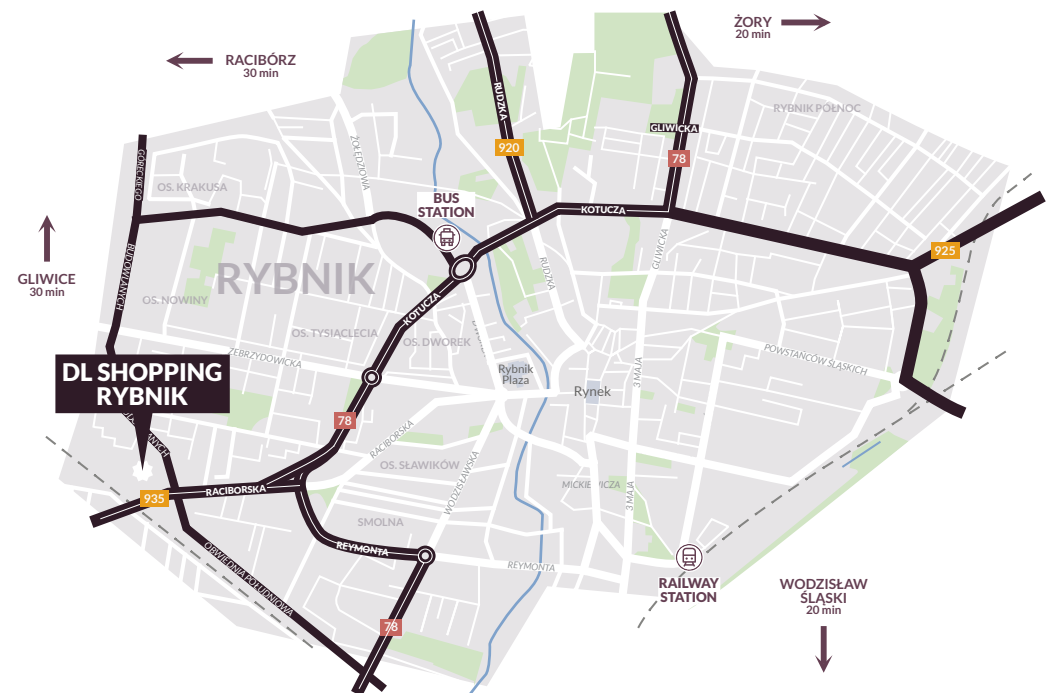 ŻORY
20 min
RACIBÓRZ
30 min
RUDZKA
RYBNIK PÓŁNOC
GLIWICKA
920
78
ŻOŁĘDZIOWA
GÓRECKIEGO
OS. KRAKUSA
BUS
STATION
KOTUCZA
GLIWICE
30 min
BUDOWLANYCH
RYBNIK
RUDZKA
GLIWICKA
925
OS. NOWINY
KOTUCZA
OS. TYSIĄCLECIA
OS. DWOREK
ŻEBRZYDOWICKA
POWSTAŃCÓW ŚLĄSKICH
DL SHOPPING
RYBNIK
Rybnik
Plaza
Rynek
3 MAJA
78
RACIBORSKA
OS. SŁAWIKÓW
WODZISŁAWSKA
MICKIEWICZA
3 MAJA
935
RACIBORSKA
SMOLNA
REYMONTA
REYMONTA
OBWIEDNIA POŁUDNIOWA
RAILWAY
STATION
WODZISŁAW
ŚLĄSKI
20 min
78